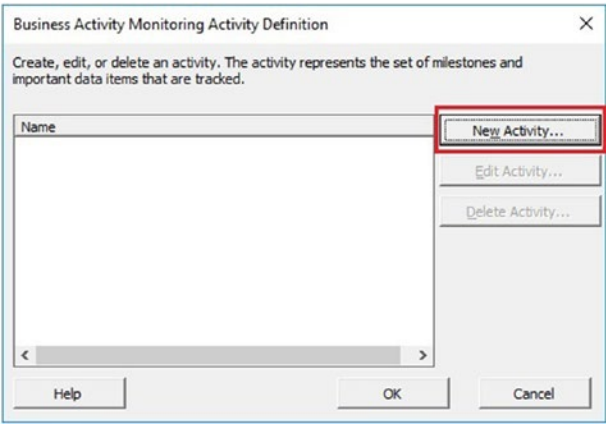 Business Activity Monitoring Activity Definition
Create, edit, or delete an activity. The activity represents the set of milestones and
important data items that are tracked.
Name
New Activity...
Edit Activity...
Delete Activity...
Help
OK
Cancel